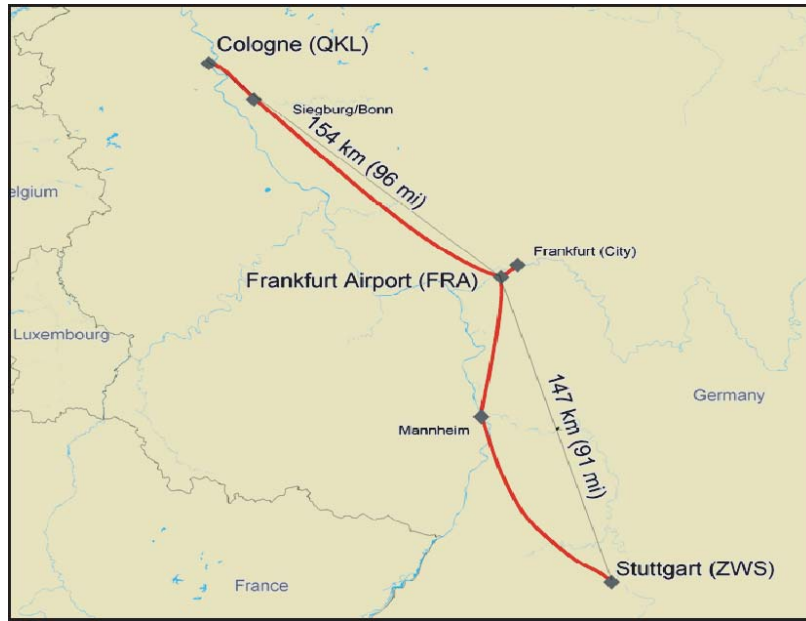 Cologne (QKL)
Siegburg/Bonn
154 km (96 mi)
elgium
Frankfurt (City)
Frankfurt Airport (FRA)
Luxembourg
147 km (91 mi)
Germany
Mannheim
Stuttgart (ZWS)
France